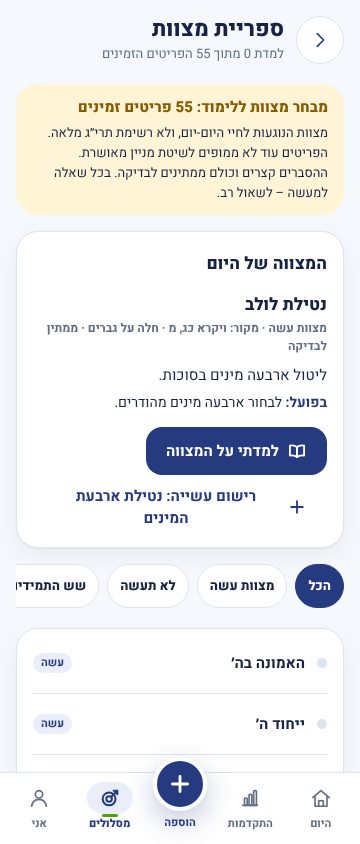 ספריית מצוות
למדת 0 מתוך 55 הפריטים הזמינים
מבחר מצוות ללימוד: 55 פריטים זמינים
מצוות הנוגעות לחיי היום-יום, ולא רשימת תרי״ג מלאה.
הפריטים עוד לא ממופים לשיטת מניין מאושרת.
ההסברים קצרים וכולם ממתינים לבדיקה. בכל שאלה
למעשה – לשאול רב.
המצווה של היום
נטילת לולב
מצוות עשה · מקור: ויקרא כג, מ · חלה על גברים · ממתין
לבדיקה
ליטול ארבעה מינים בסוכות.
בפועל: לבחור ארבעה מינים מהודרים.
למדתי על המצווה
רישום עשייה: נטילת ארבעת
המינים
הכל
מצוות עשה
לא תעשה
שש התמידיו
האמונה בה׳
עשה
ייחוד ה׳
עשה
היום
התקדמות
הוספה
מסלולים
אני